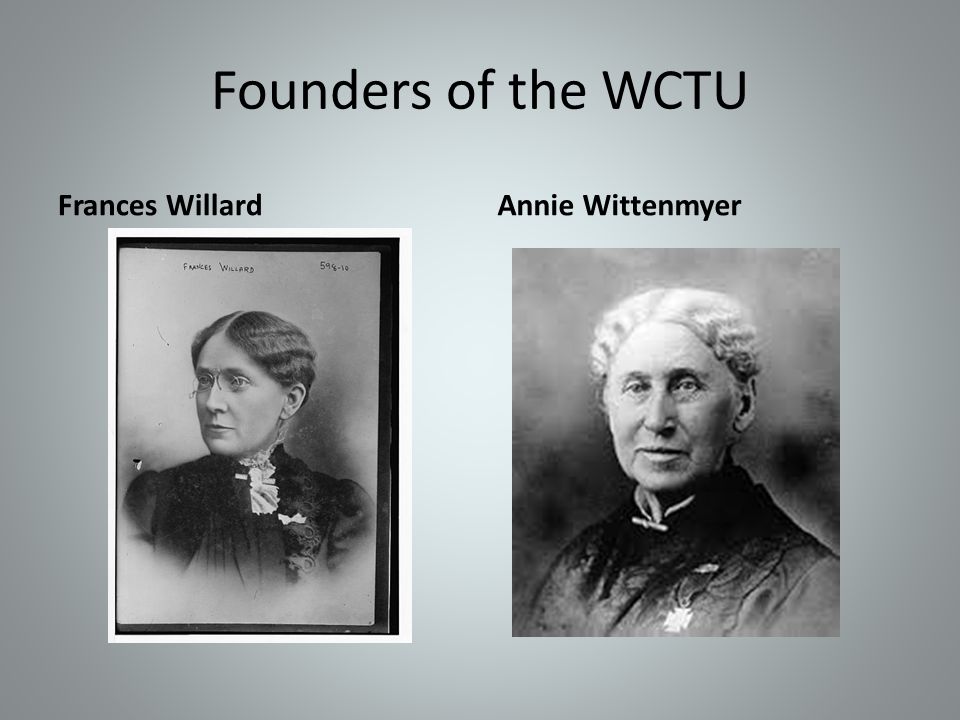 Founders of the WCTU
Frances Willard
Annie Wittenmyer
FRANCES WILLARD 598-10